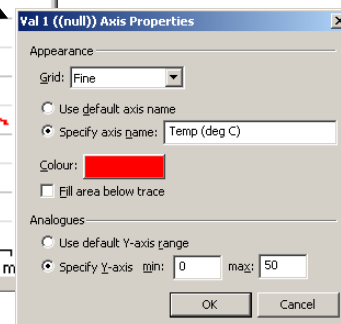 Val 1 ((null)) Axis Properties
Appearance
Grid: Fine
Use default axis name
Specify axis name: Temp (deg C)
Colour:
Fill area below trace
Analogues
Use default Y-axis range
m
Specify Y-axis min: 0 max: 50
OK Cancel